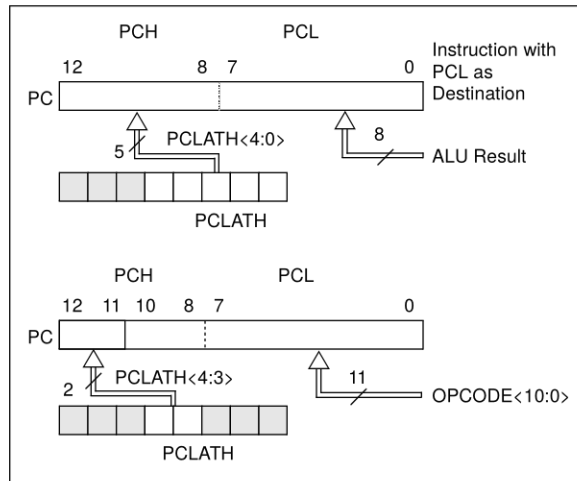 PCH PCL
12 8 7 0
Instruction with
PCL as
Destination
PC
PCLATH<4:0>
5
8
ALU Result
PCLATH
PCH PCL
12 11 10 8 7 0
PC
PCLATH<4:3>
2
11
OPCODE<10:0>
PCLATH